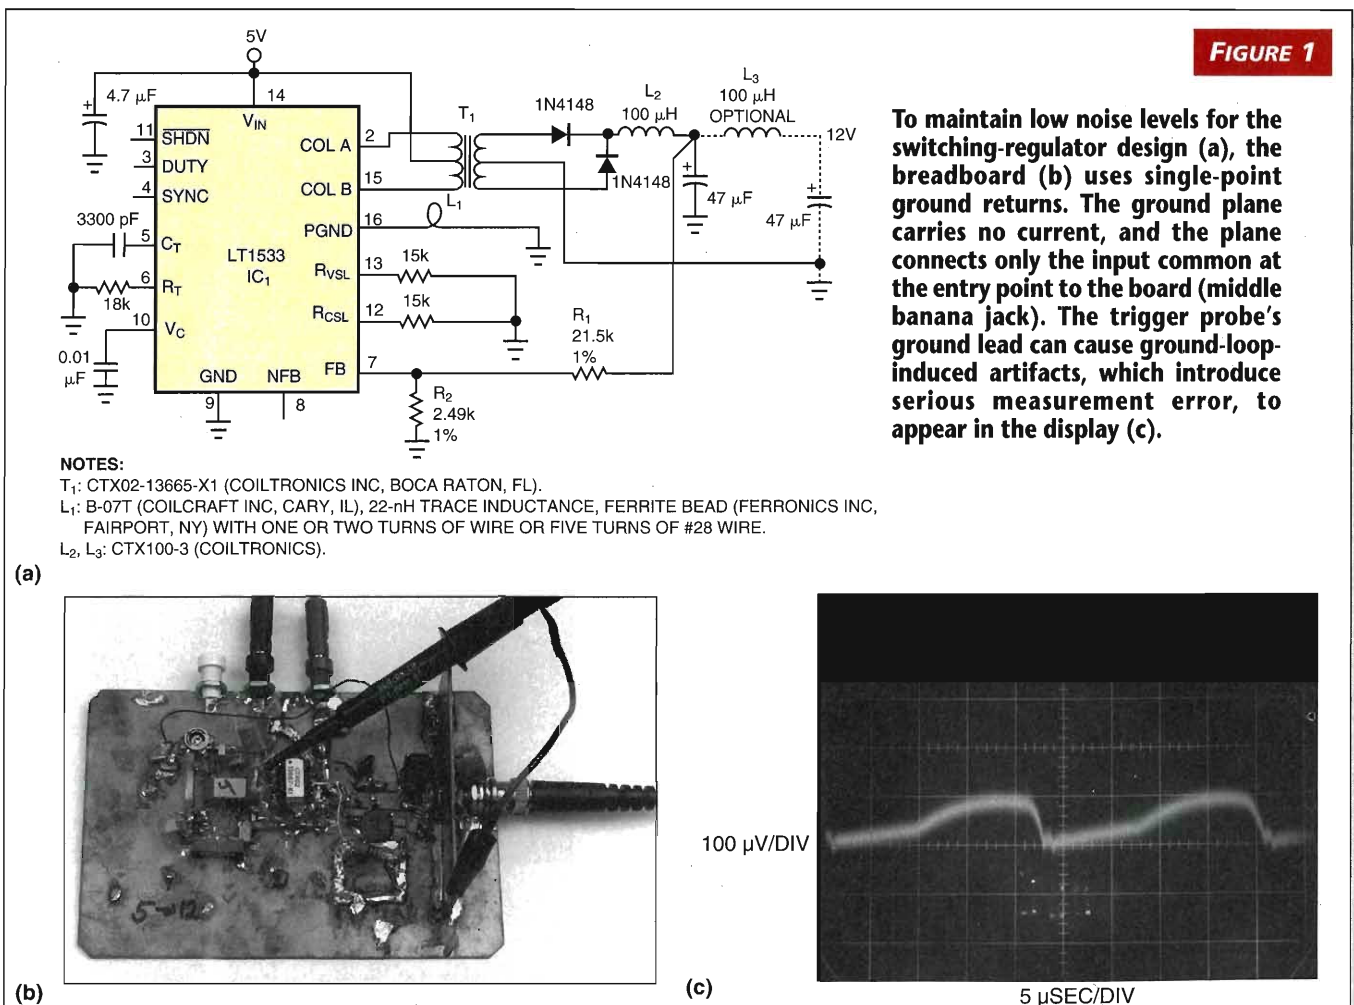 FIGURE 1
To maintain low noise levels for the
switching-regulator design (a), the
breadboard (b) uses single-point
ground returns. The ground plane
carries no current, and the plane
connects only the input common at
the entry point to the board (middle
banana jack). The trigger probe's
ground lead can cause ground-loop-
induced artifacts, which introduce
serious measurement error, to
appear in the display (c).
5V
4.7 µF
14
VIN
11
SHDN
3
DUTY
4
SYNC
3300 pF
5
CT
6
RT
18k
10
VC
0.01
µF
LT1533
IC1
COL A
2
COL B
15
PGND
16
RVSL
13
15k
RCSL
12
15k
FB
7
GND
9
NFB
8
T1
L1
1N4148
1N4148
L2
100 µH
L3
100 µH
OPTIONAL
12V
47 µF
47 µF
R1
21.5k
1%
R2
2.49k
1%
NOTES:
T1: CTX02-13665-X1 (COILTRONICS INC, BOCA RATON, FL).
L1: B-07T (COILCRAFT INC, CARY, IL), 22-nH TRACE INDUCTANCE, FERRITE BEAD (FERRONICS INC,
FAIRPORT, NY) WITH ONE OR TWO TURNS OF WIRE OR FIVE TURNS OF #28 WIRE.
L2, L3: CTX100-3 (COILTRONICS).
(a)
(b)
100 µV/DIV
(c)
5 µSEC/DIV